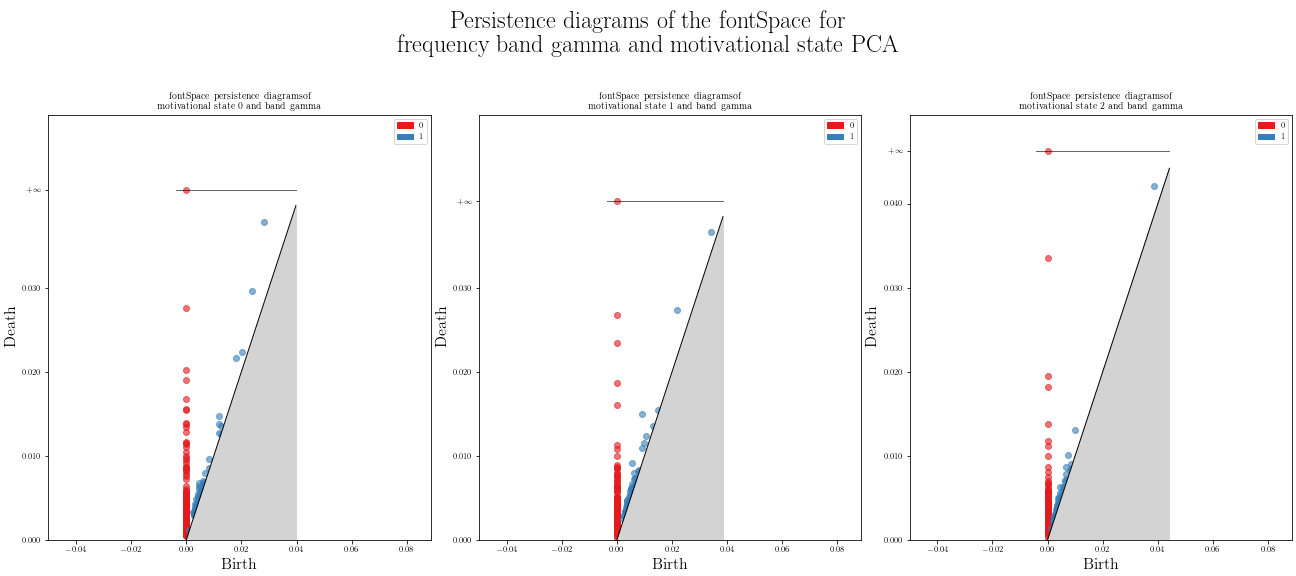 Persistence diagrams of the fontSpace for
frequency band gamma and motivational state PCA
fontSpace persistence diagramsof
motivational state 0 and band gamma
0
1
+∞
0.030
0.020
0.010
0.000
Death
−0.04 −0.02 0.00 0.02 0.04 0.06 0.08
Birth
fontSpace persistence diagramsof
motivational state 1 and band gamma
0
1
+∞
0.030
0.020
0.010
0.000
Death
−0.04 −0.02 0.00 0.02 0.04 0.06 0.08
Birth
fontSpace persistence diagramsof
motivational state 2 and band gamma
0
1
+∞
0.040
0.030
0.020
0.010
0.000
Death
−0.04 −0.02 0.00 0.02 0.04 0.06 0.08
Birth